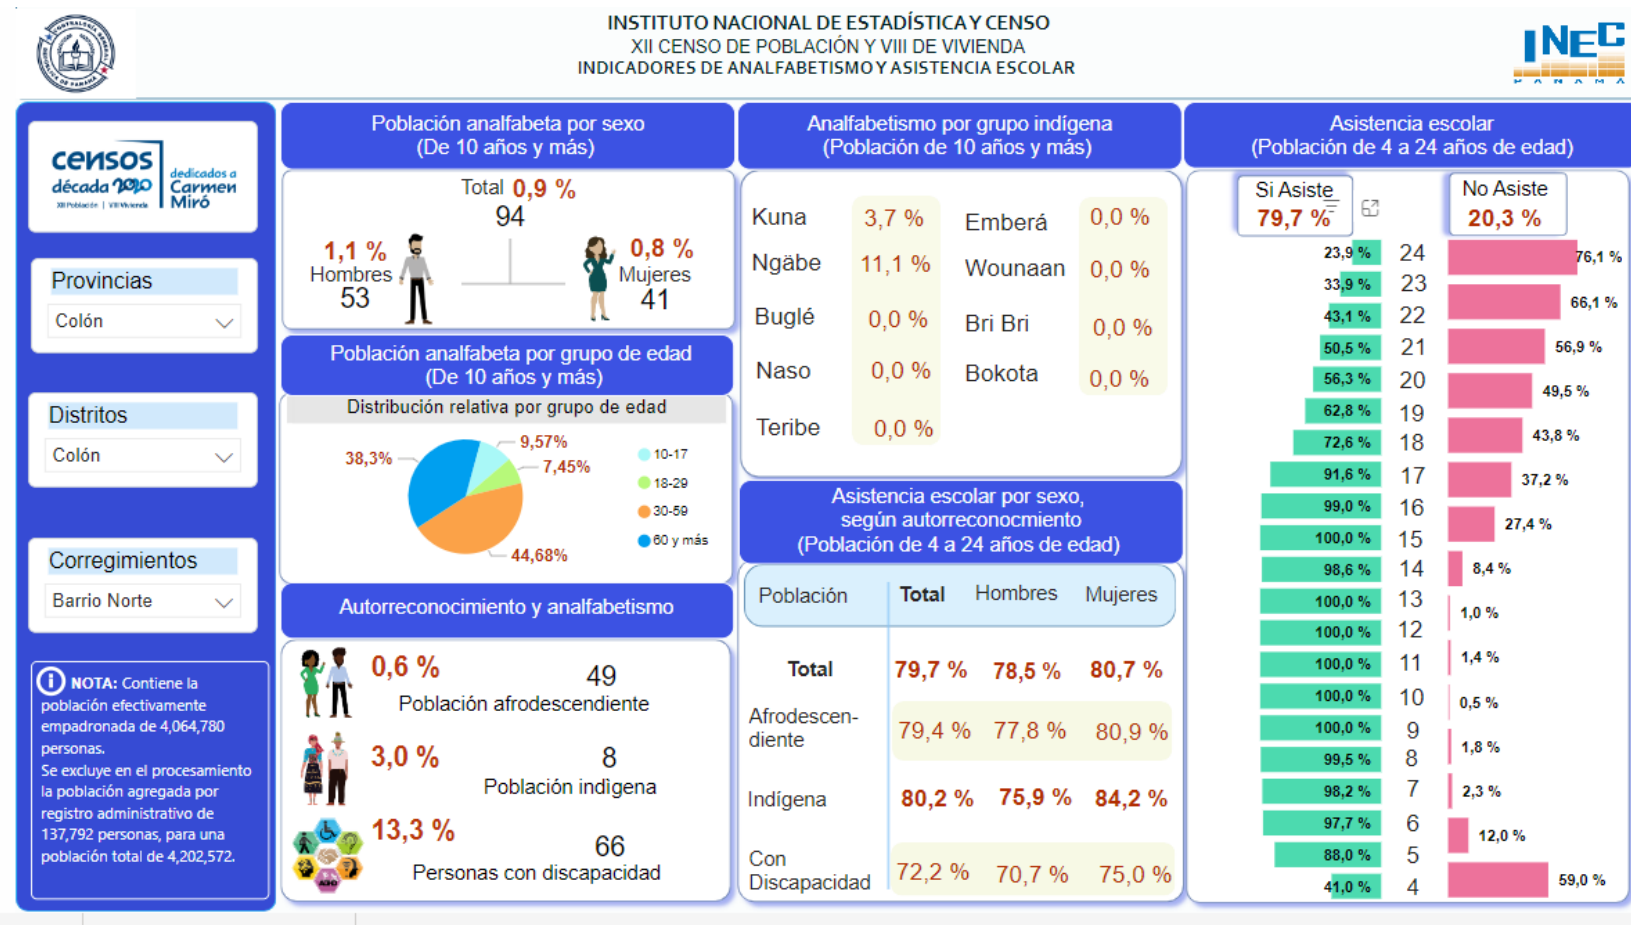 INSTITUTO NACIONAL DE ESTADÍSTICA Y CENSO
XII CENSO DE POBLACIÓN Y VIII DE VIVIENDA
INDICADORES DE ANALFABETISMO Y ASISTENCIA ESCOLAR
INEC
PANAMÁ
censos
década 2020
XII Población | VIII Vivienda
dedicados a
Carmen
Miró
Provincias
Colón
Distritos
Colón
Corregimientos
Barrio Norte
NOTA: Contiene la
población efectivamente
empadronada de 4,064,780
personas.
Se excluye en el procesamiento
la población agregada por
registro administrativo de
137,792 personas, para una
población total de 4,202,572.
Población analfabeta por sexo
(De 10 años y más)
Total 0,9 %
94
1,1 %
Hombres
53
0,8 %
Mujeres
41
Población analfabeta por grupo de edad
(De 10 años y más)
Distribución relativa por grupo de edad
38,3%
9,57%
7,45%
44,68%
10-17
18-29
30-59
60 y más
Autorreconocimiento y analfabetismo
0,6 % 49
Población afrodescendiente
3,0 % 8
Población indìgena
13,3 % 66
Personas con discapacidad
Analfabetismo por grupo indígena
(Población de 10 años y más)
Kuna 3,7 % Emberá 0,0 %
Ngäbe 11,1 % Wounaan 0,0 %
Buglé 0,0 % Bri Bri 0,0 %
Naso 0,0 % Bokota 0,0 %
Teribe 0,0 %
Asistencia escolar por sexo,
según autorreconocmiento
(Población de 4 a 24 años de edad)
Población Total Hombres Mujeres
Total 79,7 % 78,5 % 80,7 %
Afrodescen-
diente 79,4 % 77,8 % 80,9 %
Indígena 80,2 % 75,9 % 84,2 %
Con
Discapacidad 72,2 % 70,7 % 75,0 %
Asistencia escolar
(Población de 4 a 24 años de edad)
Si Asiste
79,7 %
No Asiste
20,3 %
23,9 % 24 76,1 %
33,9 % 23 66,1 %
43,1 % 22 56,9 %
50,5 % 21 49,5 %
56,3 % 20 43,8 %
62,8 % 19 37,2 %
72,6 % 18 27,4 %
91,6 % 17 8,4 %
99,0 % 16 1,0 %
100,0 % 15
98,6 % 14 1,4 %
100,0 % 13
100,0 % 12
100,0 % 11
100,0 % 10
100,0 % 9
99,5 % 8 0,5 %
98,2 % 7 1,8 %
97,7 % 6 2,3 %
88,0 % 5 12,0 %
41,0 % 4 59,0 %